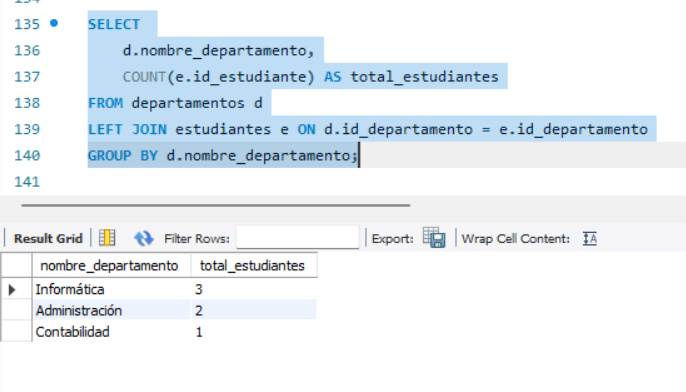 135 SELECT
136 d.nombre_departamento,
137 COUNT(e.id_estudiante) AS total_estudiantes
138 FROM departamentos d
139 LEFT JOIN estudiantes e ON d.id_departamento = e.id_departamento
140 GROUP BY d.nombre_departamento;
141
Result Grid Filter Rows: Export: Wrap Cell Content: IA
nombre_departamento total_estudiantes
Informática 3
Administración 2
Contabilidad 1